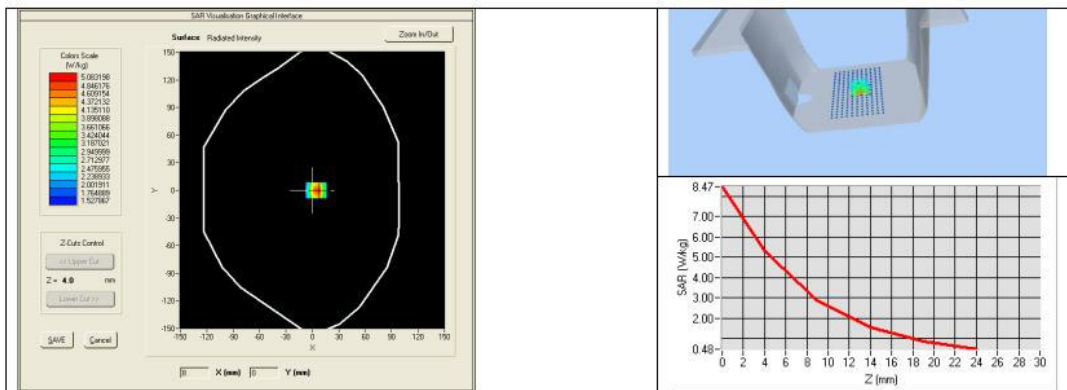 SAR Visualisation Graphical Interface
Surface Radiated Intensity
Zoom In/Out
Colors Scale
(W/kg)
5.083198
4.846176
4.609154
4.372132
4.135110
3.898088
3.661066
3.424044
3.187021
2.949999
2.712977
2.475955
2.238933
2.001911
1.764889
1.527867
150
120
90
60
30
0
-30
-60
-90
-120
-150
Y
-150 -120 -90 -60 -30 0 30 60 90 120 150
X
Z-Cuts Control
<< Upper Cut
Z = 4.0 mm
Lower Cut >>
SAVE
Cancel
X (mm)
Y (mm)
8.47
7.00
6.00
5.00
4.00
3.00
2.00
0.48
SAR (W/kg)
0 2 4 6 8 10 12 14 16 18 20 22 24 26 28 30
Z (mm)